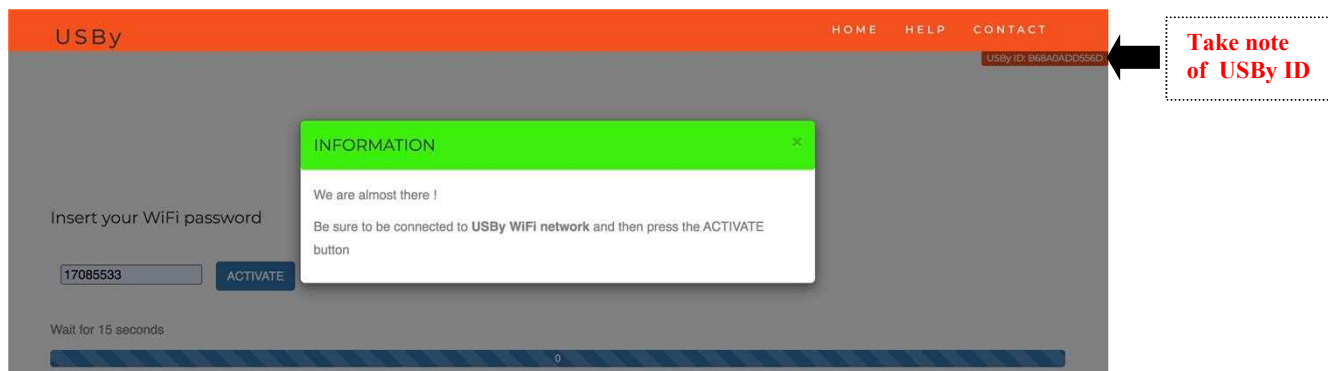 USBy
HOME HELP CONTACT
USBy ID: B68A0ADD556D
Take note
of USBy ID
INFORMATION
×
We are almost there !
Be sure to be connected to USBy WiFi network and then press the ACTIVATE
button
Insert your WiFi password
17085533
ACTIVATE
Wait for 15 seconds
0